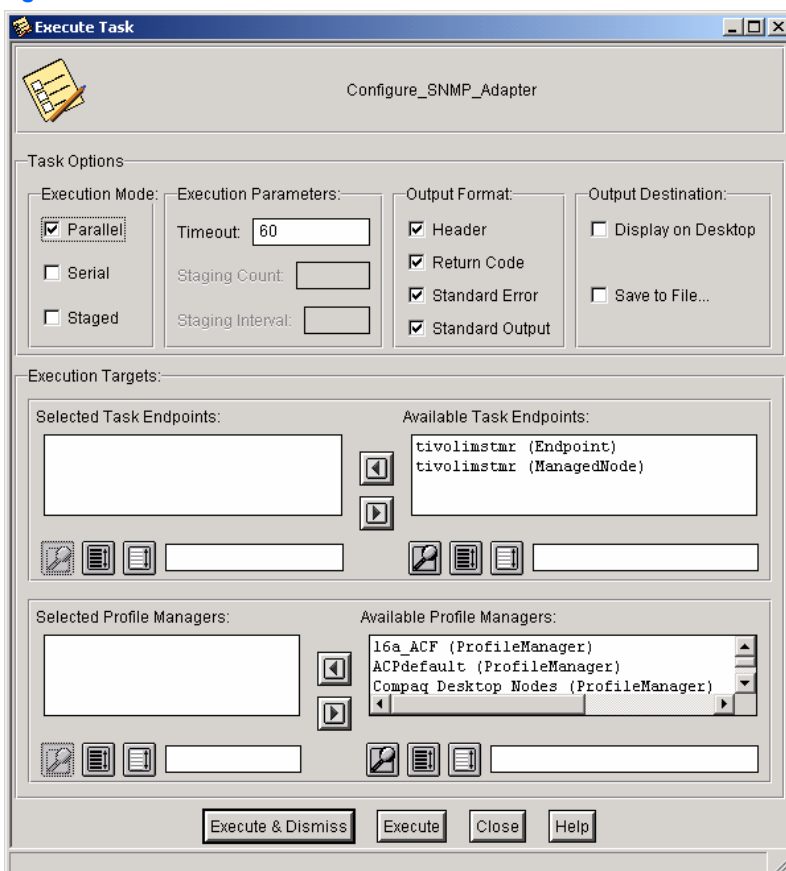 Execute Task
Configure_SNMP_Adapter
Task Options
Execution Mode:
Parallel
Serial
Staged
Execution Parameters:
Timeout: 60
Staging Count:
Staging Interval:
Output Format:
Header
Return Code
Standard Error
Standard Output
Output Destination:
Display on Desktop
Save to File...
Execution Targets:
Selected Task Endpoints:
Available Task Endpoints:
tivolimstmr (Endpoint)
tivolimstmr (ManagedNode)
Selected Profile Managers:
Available Profile Managers:
16a_ACF (ProfileManager)
ACPdefault (ProfileManager)
Compaq Desktop Nodes (ProfileManager)
Execute & Dismiss
Execute
Close
Help